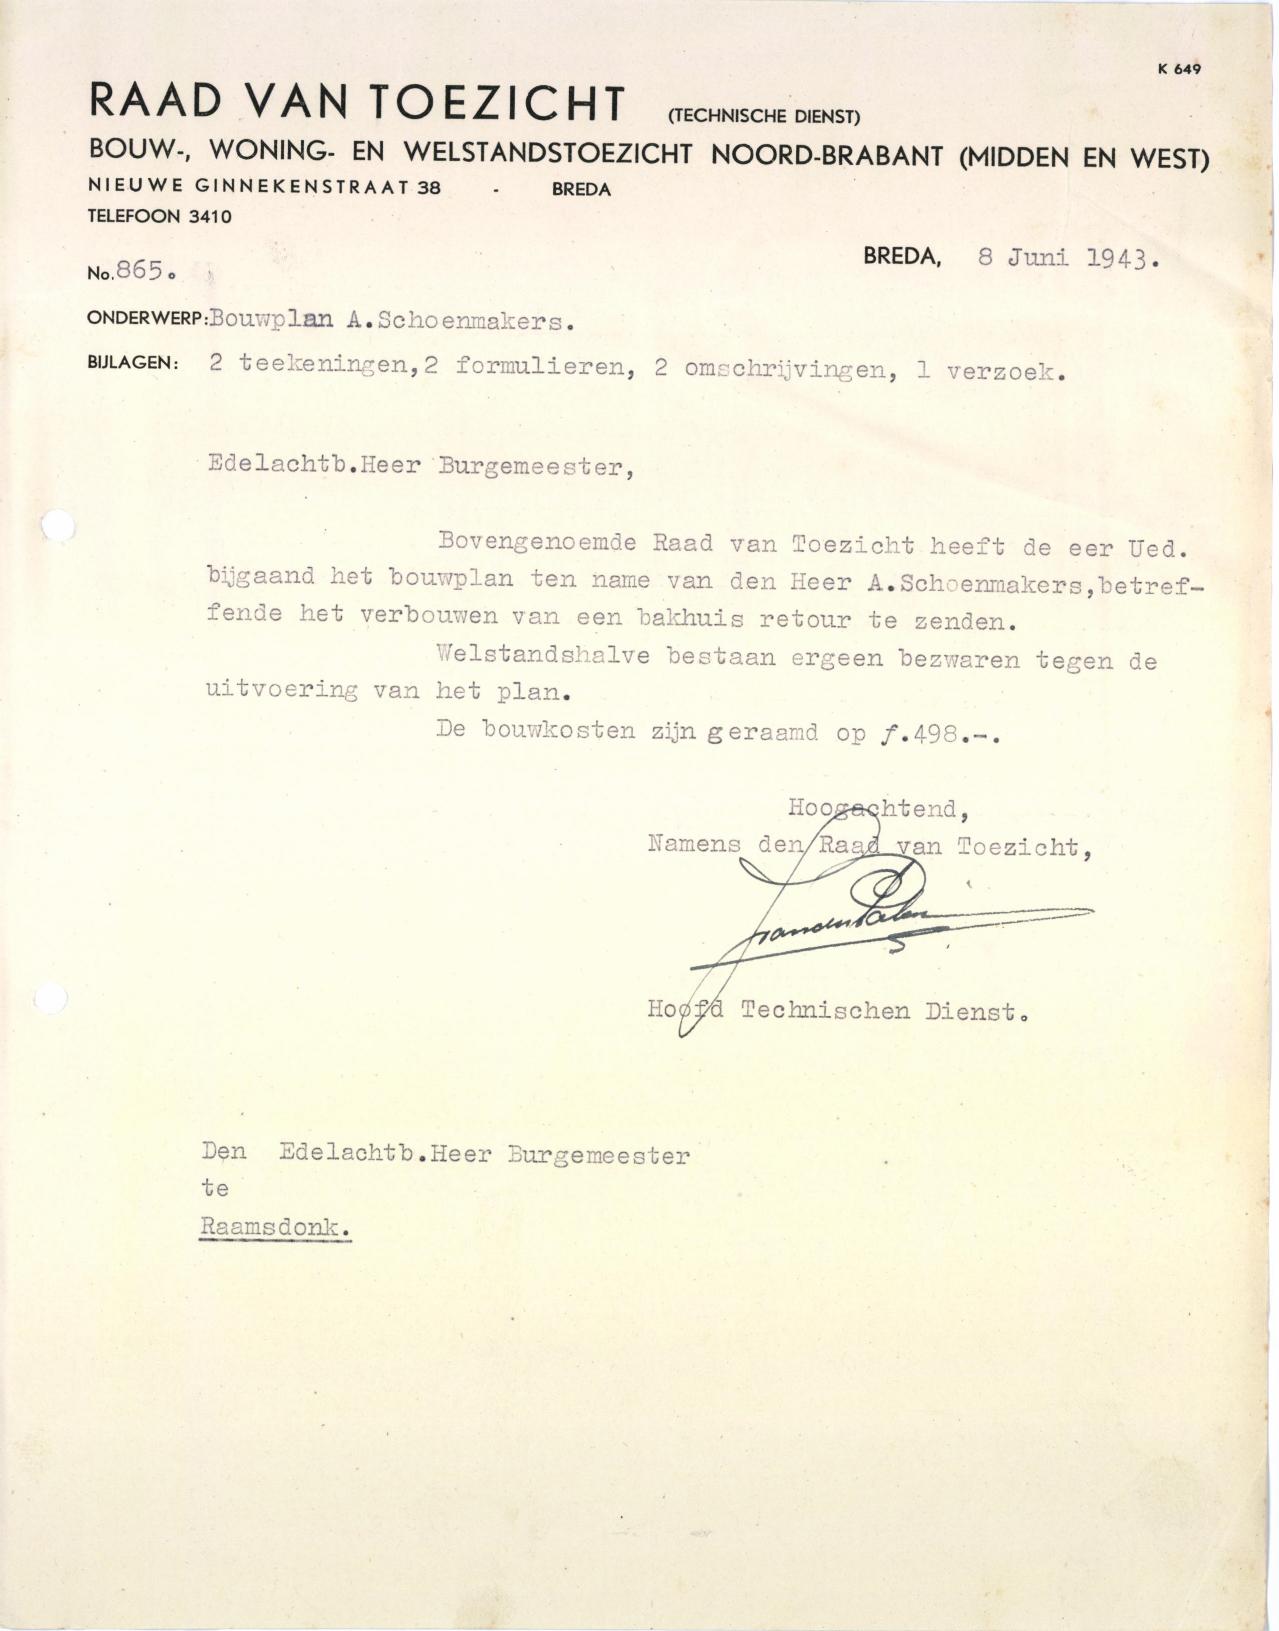 K 649
RAAD VAN TOEZICHT (TECHNISCHE DIENST)
BOUW-, WONING- EN WELSTANDSTOEZICHT NOORD-BRABANT (MIDDEN EN WEST)
NIEUWE GINNEKENSTRAAT 38 - BREDA
TELEFOON 3410
BREDA, 8 Juni 1943.
No. 865.
ONDERWERP: Bouwplan A.Schoenmakers.
BIJLAGEN: 2 teekeningen,2 formulieren, 2 omschrijvingen, 1 verzoek.
Edelachtb.Heer Burgemeester,
Bovengenoemde Raad van Toezicht heeft de eer Ued.
bijgaand het bouwplan ten name van den Heer A.Schoenmakers,betref-
fende het verbouwen van een bakhuis retour te zenden.
Welstandshalve bestaan ergeen bezwaren tegen de
uitvoering van het plan.
De bouwkosten zijn geraamd op f.498.-.
Hoogachtend,
Namens den Raad van Toezicht,
Hoofd Technischen Dienst.
Den Edelachtb.Heer Burgemeester
te
Raamsdonk.